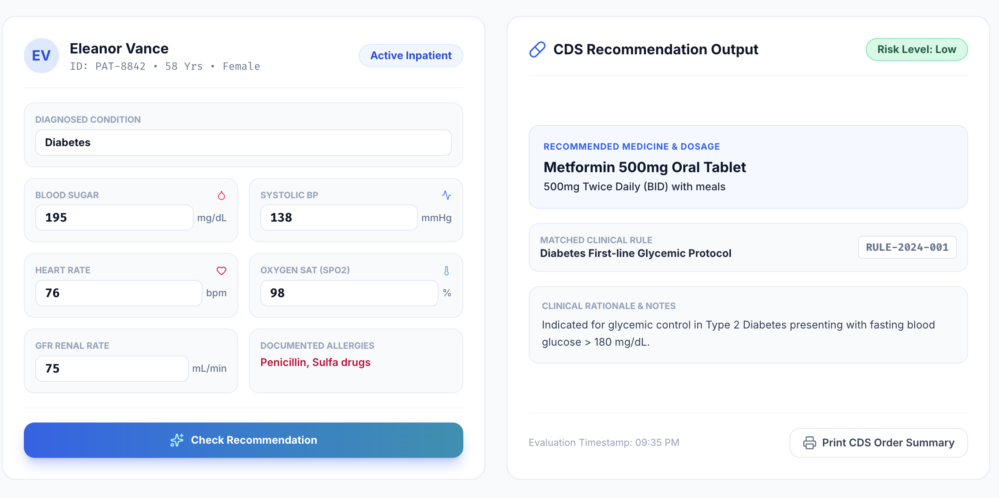 EV
Eleanor Vance
ID: PAT-8842 • 58 Yrs • Female
Active Inpatient
DIAGNOSED CONDITION
Diabetes
BLOOD SUGAR
195 mg/dL
SYSTOLIC BP
138 mmHg
HEART RATE
76 bpm
OXYGEN SAT (SPO2)
98 %
GFR RENAL RATE
75 mL/min
DOCUMENTED ALLERGIES
Penicillin, Sulfa drugs
Check Recommendation
CDS Recommendation Output
Risk Level: Low
RECOMMENDED MEDICINE & DOSAGE
Metformin 500mg Oral Tablet
500mg Twice Daily (BID) with meals
MATCHED CLINICAL RULE
Diabetes First-line Glycemic Protocol
RULE-2024-001
CLINICAL RATIONALE & NOTES
Indicated for glycemic control in Type 2 Diabetes presenting with fasting blood
glucose > 180 mg/dL.
Evaluation Timestamp: 09:35 PM
Print CDS Order Summary